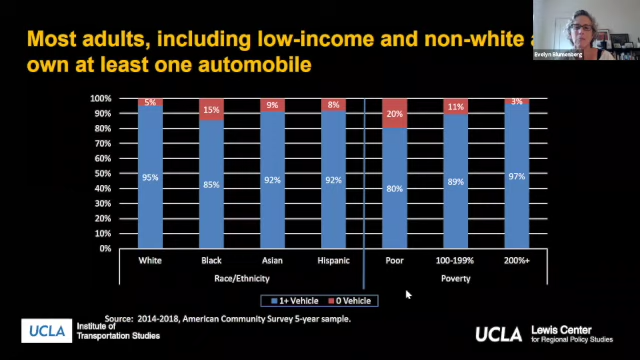 Most adults, including low-income and non-white
own at least one automobile
Evelyn Blumenberg
100%
90%
80%
70%
60%
50%
40%
30%
20%
10%
0%
5%
15%
9%
8%
20%
11%
3%
95%
85%
92%
92%
80%
89%
97%
White Black Asian Hispanic Poor 100-199% 200%+
Race/Ethnicity Poverty
1+ Vehicle 0 Vehicle
Source: 2014-2018, American Community Survey 5-year sample.
UCLA Institute of
Transportation Studies
UCLA Lewis Center
for Regional Policy Studies